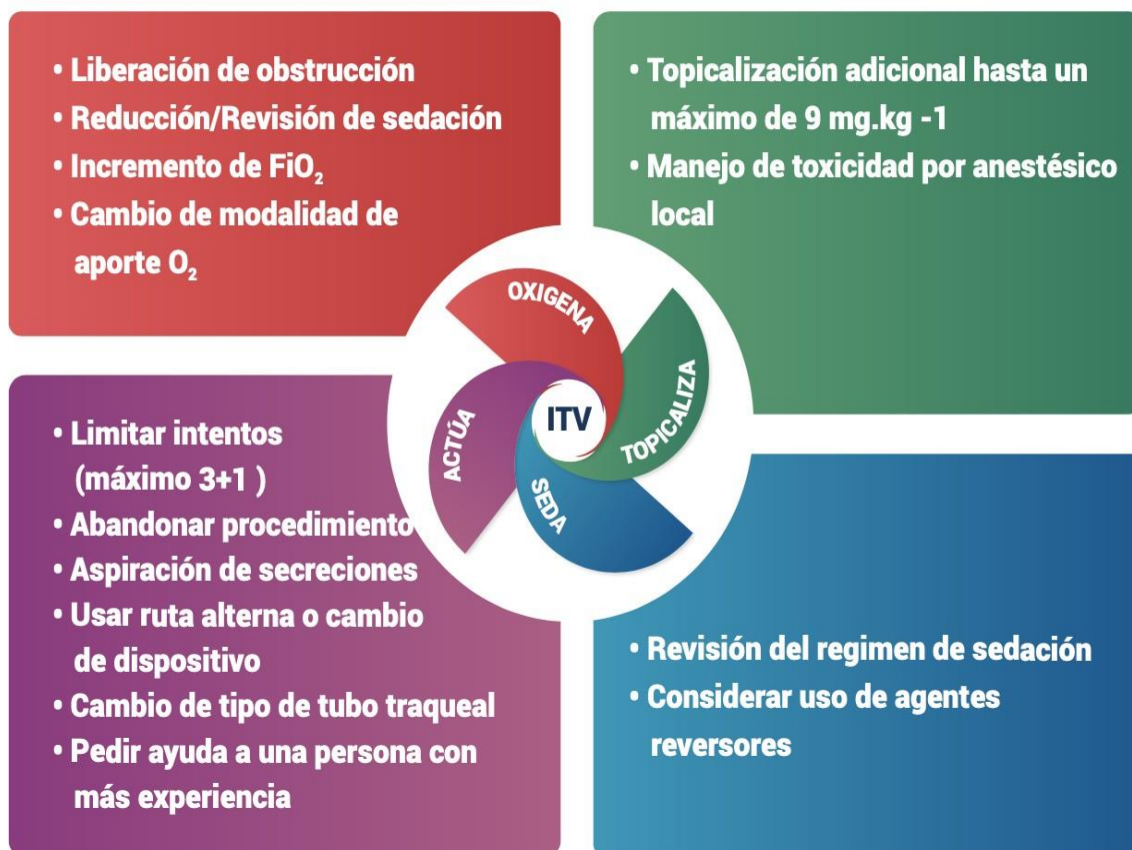 • Liberación de obstrucción
• Reducción/Revisión de sedación
• Incremento de FiO₂
• Cambio de modalidad de
aporte O₂
• Topicalización adicional hasta un
máximo de 9 mg.kg -1
• Manejo de toxicidad por anestésico
local
OXIGENA
TOPICALIZA
SEDA
ACTÚA
ITV
• Limitar intentos
(máximo 3+1 )
• Abandonar procedimiento
• Aspiración de secreciones
• Usar ruta alterna o cambio
de dispositivo
• Cambio de tipo de tubo traqueal
• Pedir ayuda a una persona con
más experiencia
• Revisión del regimen de sedación
• Considerar uso de agentes
reversores